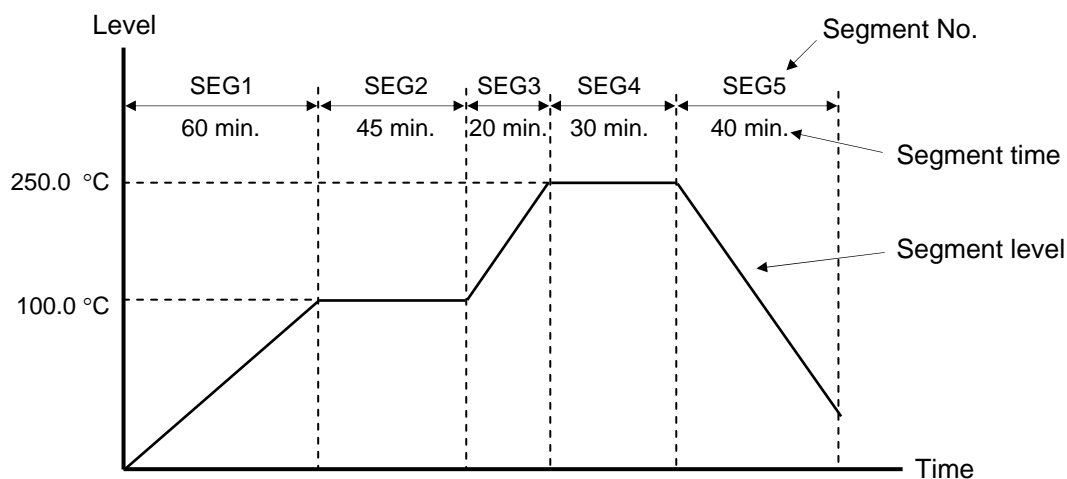 Level
Segment No.
SEG1 SEG2 SEG3 SEG4 SEG5
60 min. 45 min. 20 min. 30 min. 40 min.
Segment time
250.0 °C
Segment level
100.0 °C
Time